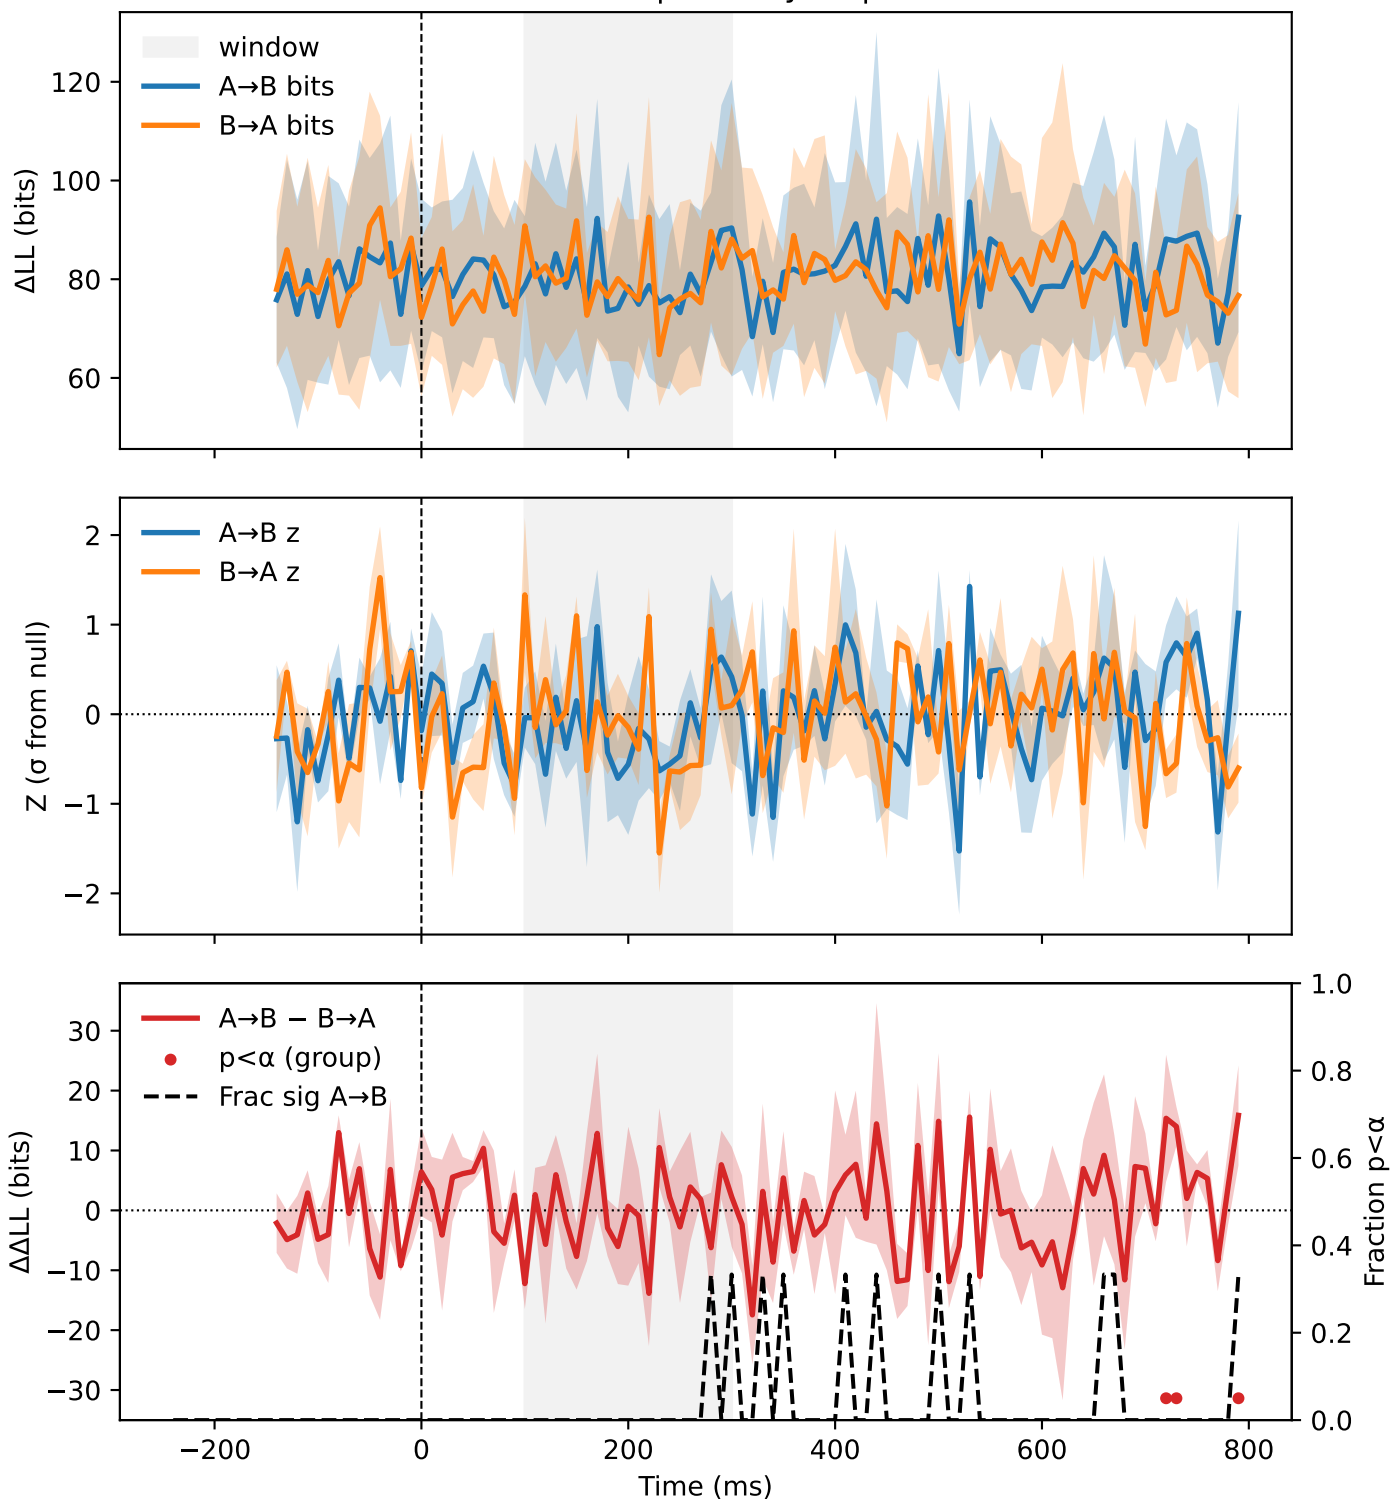 window
A→B bits
B→A bits
120
100
80
60
ΔLL (bits)
A→B z
B→A z
2
1
0
−1
−2
Z (σ from null)
A→B − B→A
p<α (group)
Frac sig A→B
30
20
10
0
−10
−20
−30
ΔΔLL (bits)
1.0
0.8
0.6
0.4
0.2
0.0
Fraction p<α
−200
0
200
400
600
800
Time (ms)